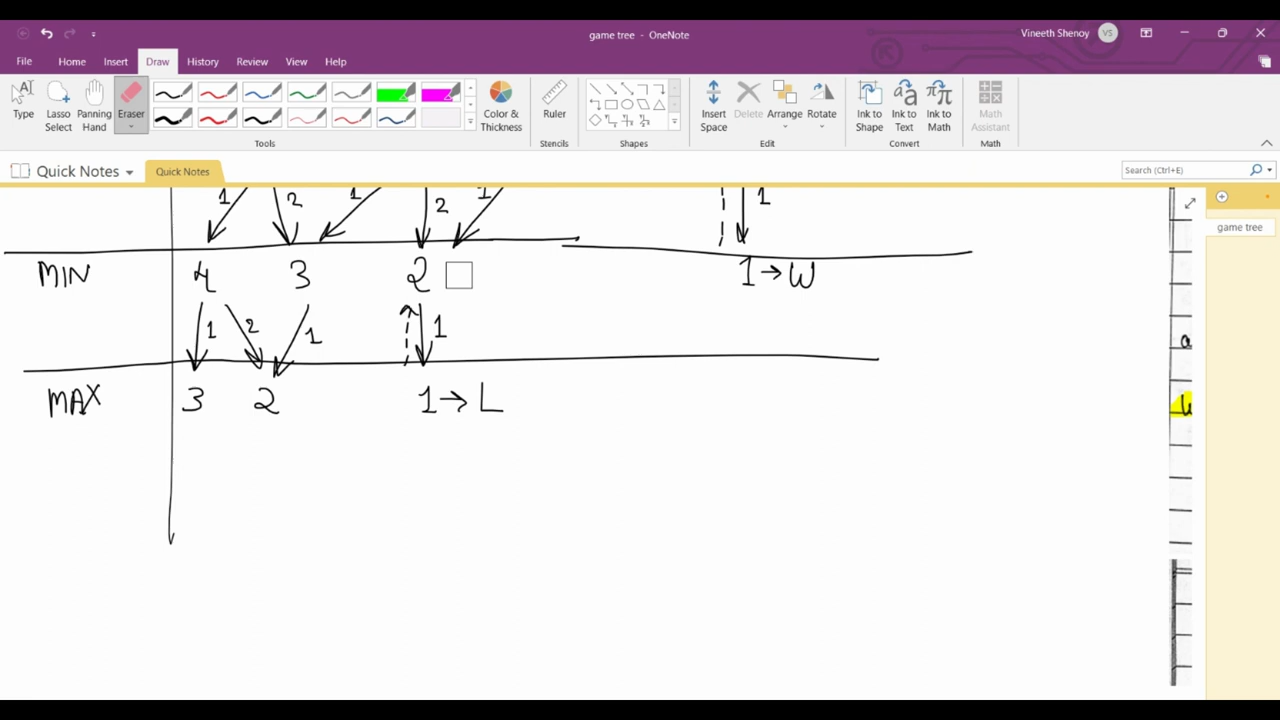 game tree - OneNote
Vineeth Shenoy VS
File Home Insert Draw History Review View Help
Type Lasso Select Panning Hand Eraser Color & Thickness Ruler Insert Space Delete Arrange Rotate Ink to Shape Ink to Text Ink to Math Math Assistant
Tools Stencils Shapes Edit Convert Math
Quick Notes Quick Notes Search (Ctrl+E)
game tree
1 2 1 2 1 1
MIN 4 3 2 1→W
1 2 1 1
MAX 3 2 1→L